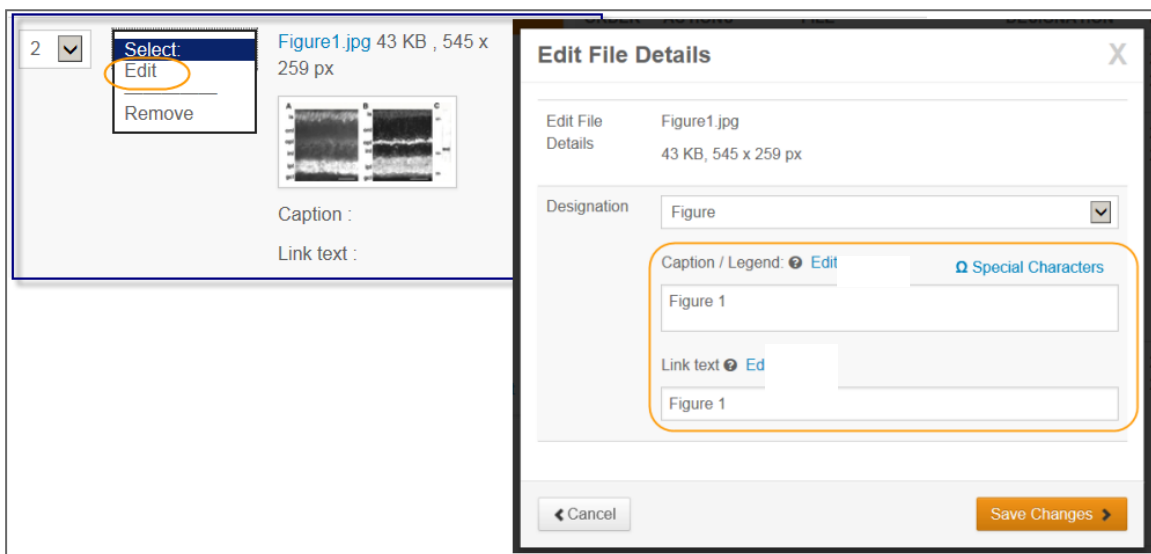 2
Select:
Edit
Remove
Figure1.jpg 43 KB , 545 x
259 px
A B C
Caption :
Link text :
Edit File Details
X
Edit File
Details
Figure1.jpg
43 KB, 545 x 259 px
Designation
Figure
Caption / Legend: ? Edit
Ω Special Characters
Figure 1
Link text ? Ed
Figure 1
Cancel
Save Changes